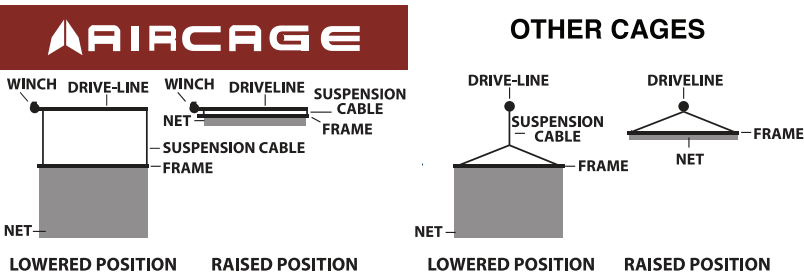 AIRCAGE
WINCH
DRIVE-LINE
SUSPENSION CABLE
FRAME
NET
LOWERED POSITION
WINCH
DRIVELINE
SUSPENSION
CABLE
NET
FRAME
RAISED POSITION
OTHER CAGES
DRIVE-LINE
SUSPENSION
CABLE
FRAME
NET
LOWERED POSITION
DRIVELINE
FRAME
NET
RAISED POSITION